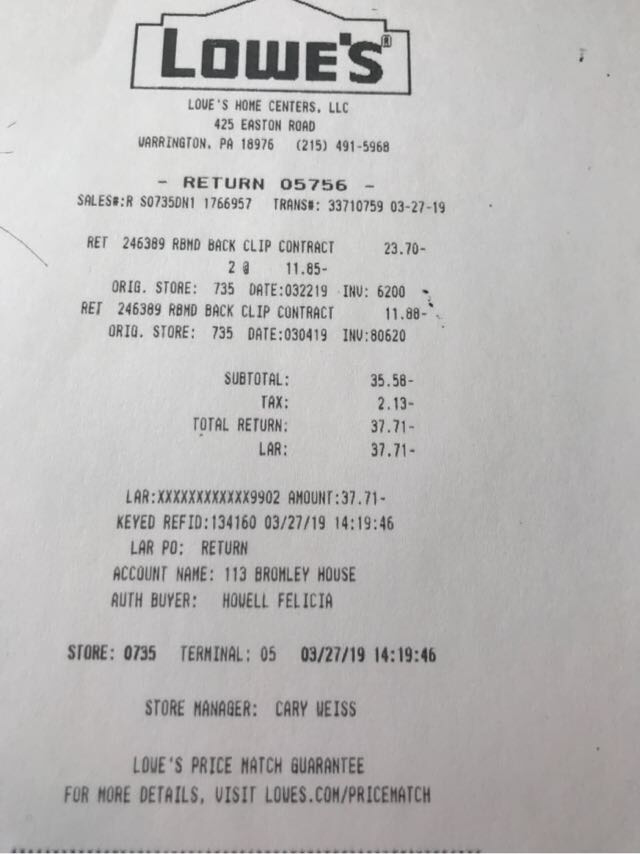 LOWE'S®
LOWE'S HOME CENTERS, LLC
425 EASTON ROAD
WARRINGTON, PA 18976 (215) 491-5968
- RETURN 05756 -
SALES#:R S0735DN1 1766957 TRANS#: 33710759 03-27-19
RET 246389 RBMD BACK CLIP CONTRACT 23.70-
2 @ 11.85-
ORIG. STORE: 735 DATE:032219 INV: 6200
RET 246389 RBMD BACK CLIP CONTRACT 11.88-
ORIG. STORE: 735 DATE:030419 INV:80620
SUBTOTAL: 35.58-
TAX: 2.13-
TOTAL RETURN: 37.71-
LAR: 37.71-
LAR:XXXXXXXXXXXX9902 AMOUNT:37.71-
KEYED REFID:134160 03/27/19 14:19:46
LAR PO: RETURN
ACCOUNT NAME: 113 BROMLEY HOUSE
AUTH BUYER: HOWELL FELICIA
STORE: 0735 TERMINAL: 05 03/27/19 14:19:46
STORE MANAGER: CARY WEISS
LOWE'S PRICE MATCH GUARANTEE
FOR MORE DETAILS, VISIT LOWES.COM/PRICEMATCH